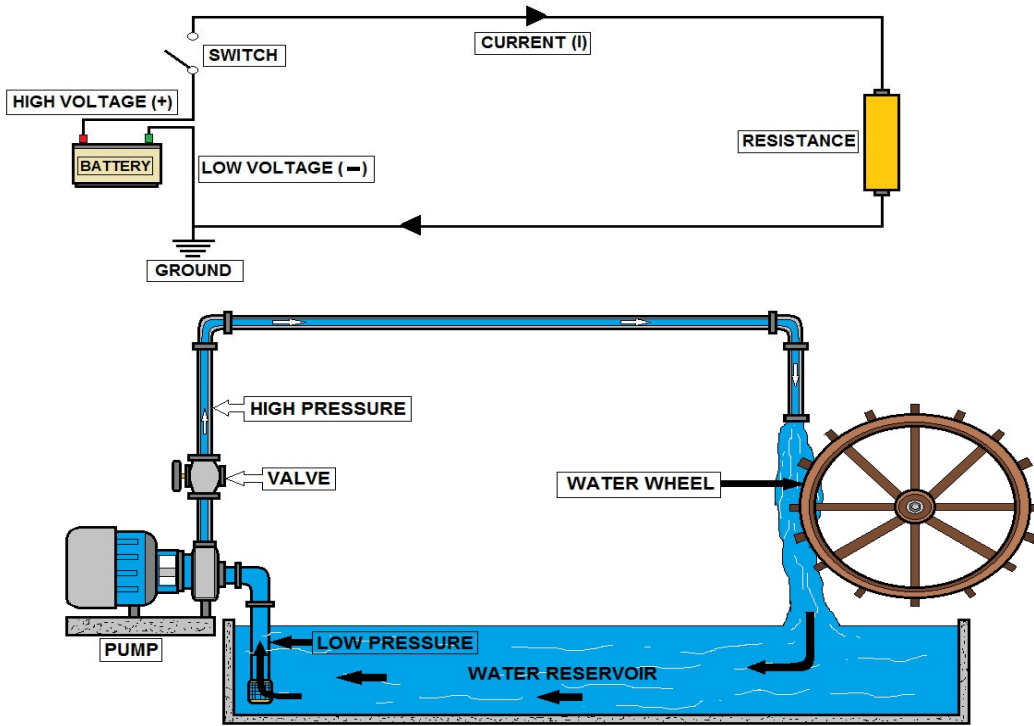 CURRENT (I)
SWITCH
HIGH VOLTAGE (+)
RESISTANCE
BATTERY
LOW VOLTAGE (-)
GROUND
HIGH PRESSURE
VALVE
WATER WHEEL
LOW PRESSURE
PUMP
WATER RESERVOIR